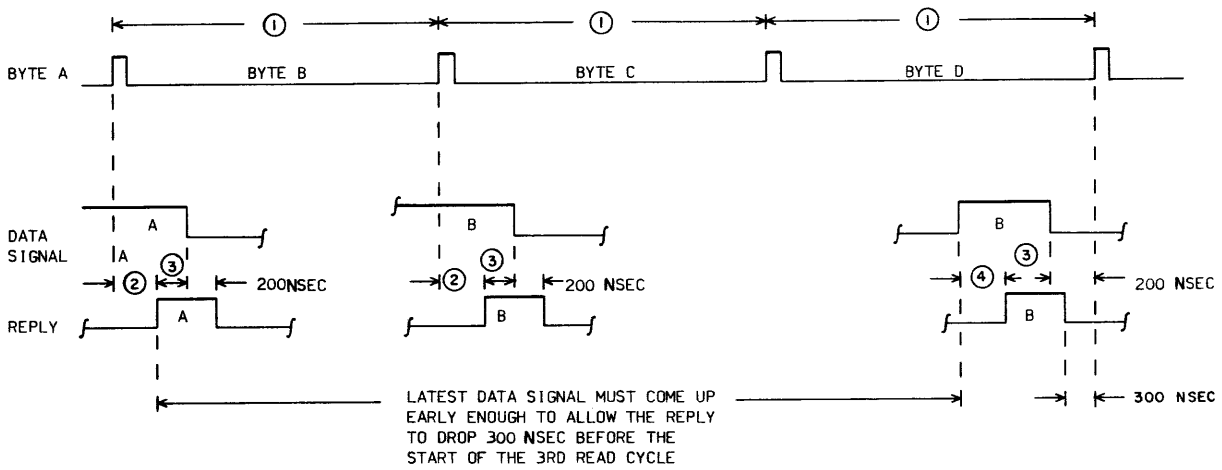 ① ① ①
BYTE A BYTE B BYTE C BYTE D
A B B
DATA
SIGNAL
A
② ③ 200NSEC ② ③ 200 NSEC ④ ③ 200 NSEC
REPLY A B B
LATEST DATA SIGNAL MUST COME UP
EARLY ENOUGH TO ALLOW THE REPLY
TO DROP 300 NSEC BEFORE THE
START OF THE 3RD READ CYCLE
300 NSEC